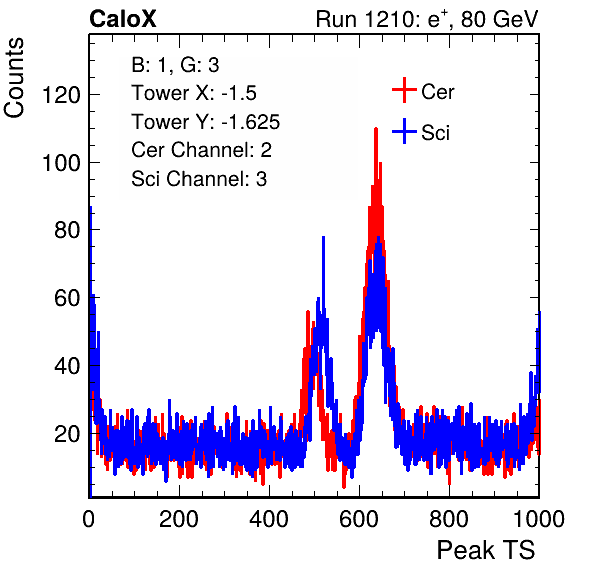 CaloX Run 1210: e+, 80 GeV
Counts
B: 1, G: 3
Tower X: -1.5
Tower Y: -1.625
Cer Channel: 2
Sci Channel: 3
Cer
Sci
120
100
80
60
40
20
0 200 400 600 800 1000
Peak TS